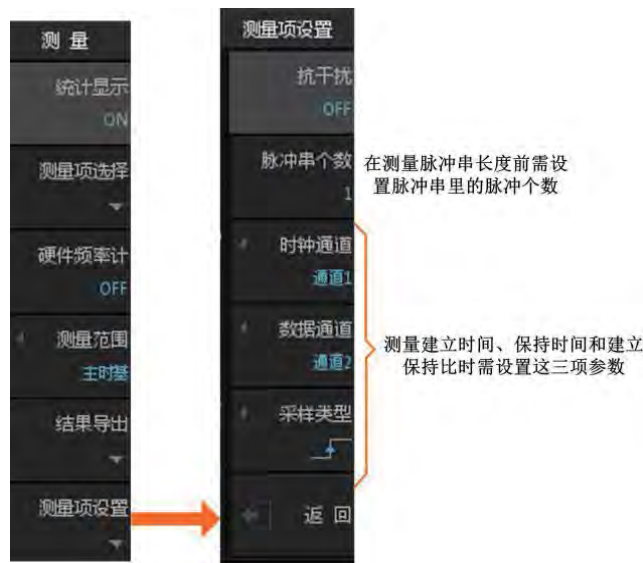 测 量
统计显示
ON
测量项选择
硬件频率计
OFF
测量范围
主时基
结果导出
测量项设置
测量项设置
抗干扰
OFF
脉冲串个数
1
时钟通道
通道1
数据通道
通道2
采样类型
返 回
在测量脉冲串长度前需设
置脉冲串里的脉冲个数
测量建立时间、保持时间和建立
保持比时需设置这三项参数